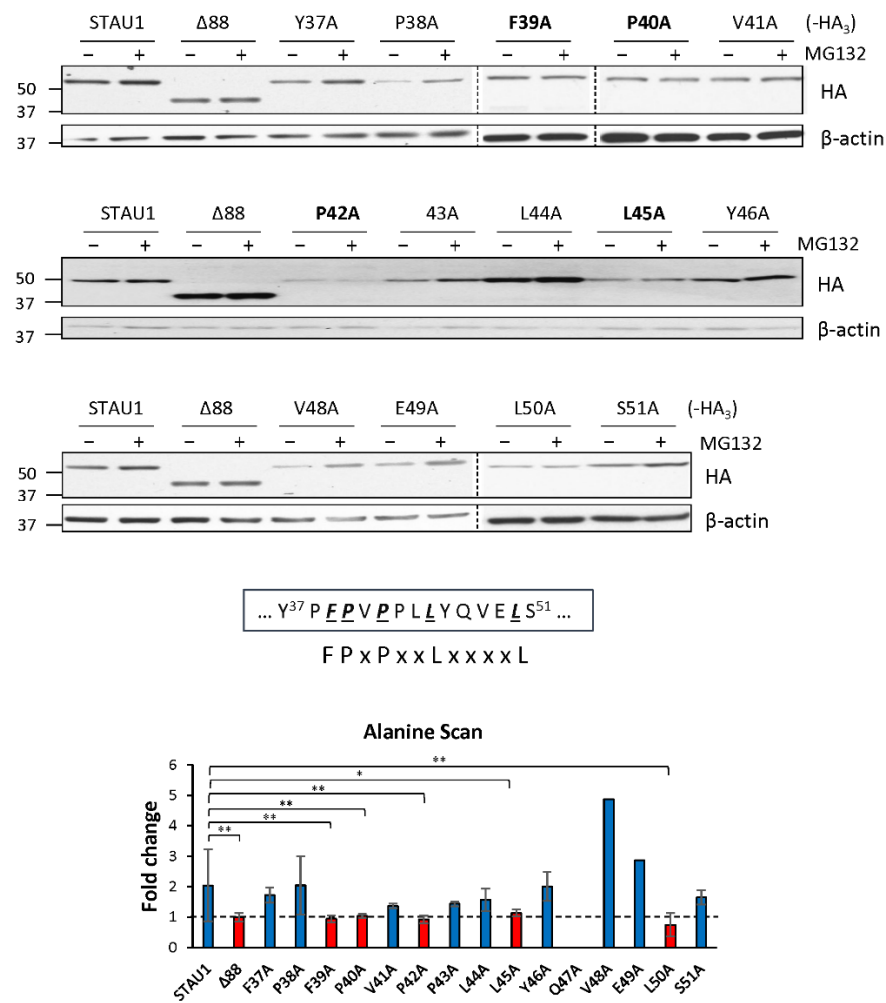 STAU1 Δ88 Y37A P38A F39A P40A V41A (-HA3)
– + – + – + – + – + – + – + MG132
50
37
HA
37
β-actin
STAU1 Δ88 P42A 43A L44A L45A Y46A
– + – + – + – + – + – + – + MG132
50
37
HA
37
β-actin
STAU1 Δ88 V48A E49A L50A S51A (-HA3)
– + – + – + – + – + – + MG132
50
37
HA
37
β-actin
... Y37 P F P V P P L L Y Q V E L S51 ...
F P x P x x L x x x x L
Alanine Scan
Fold change
6
5
4
3
2
1
0
**
*
**
**
**
**
STAU1 Δ88 F37A P38A F39A P40A V41A P42A P43A L44A L45A Y46A Q47A V48A E49A L50A S51A